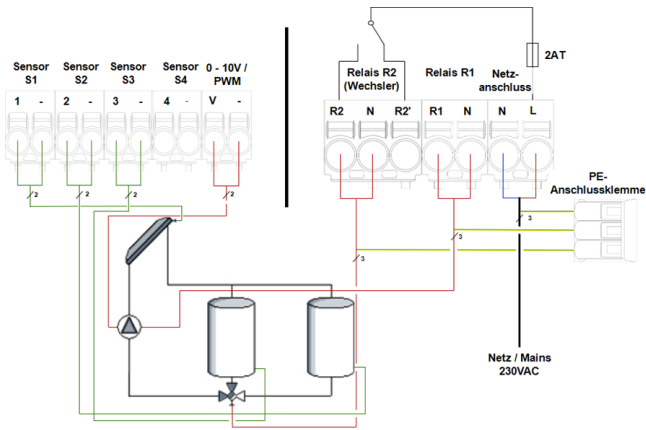 Sensor S1
Sensor S2
Sensor S3
Sensor S4
0 - 10V / PWM
1 - 2 - 3 - 4 - V -
2 2 2 2
2AT
Relais R2 (Wechsler)
Relais R1
Netz-anschluss
R2 N R2' R1 N N L
PE-Anschlussklemme
3
3
3
Netz / Mains
230VAC